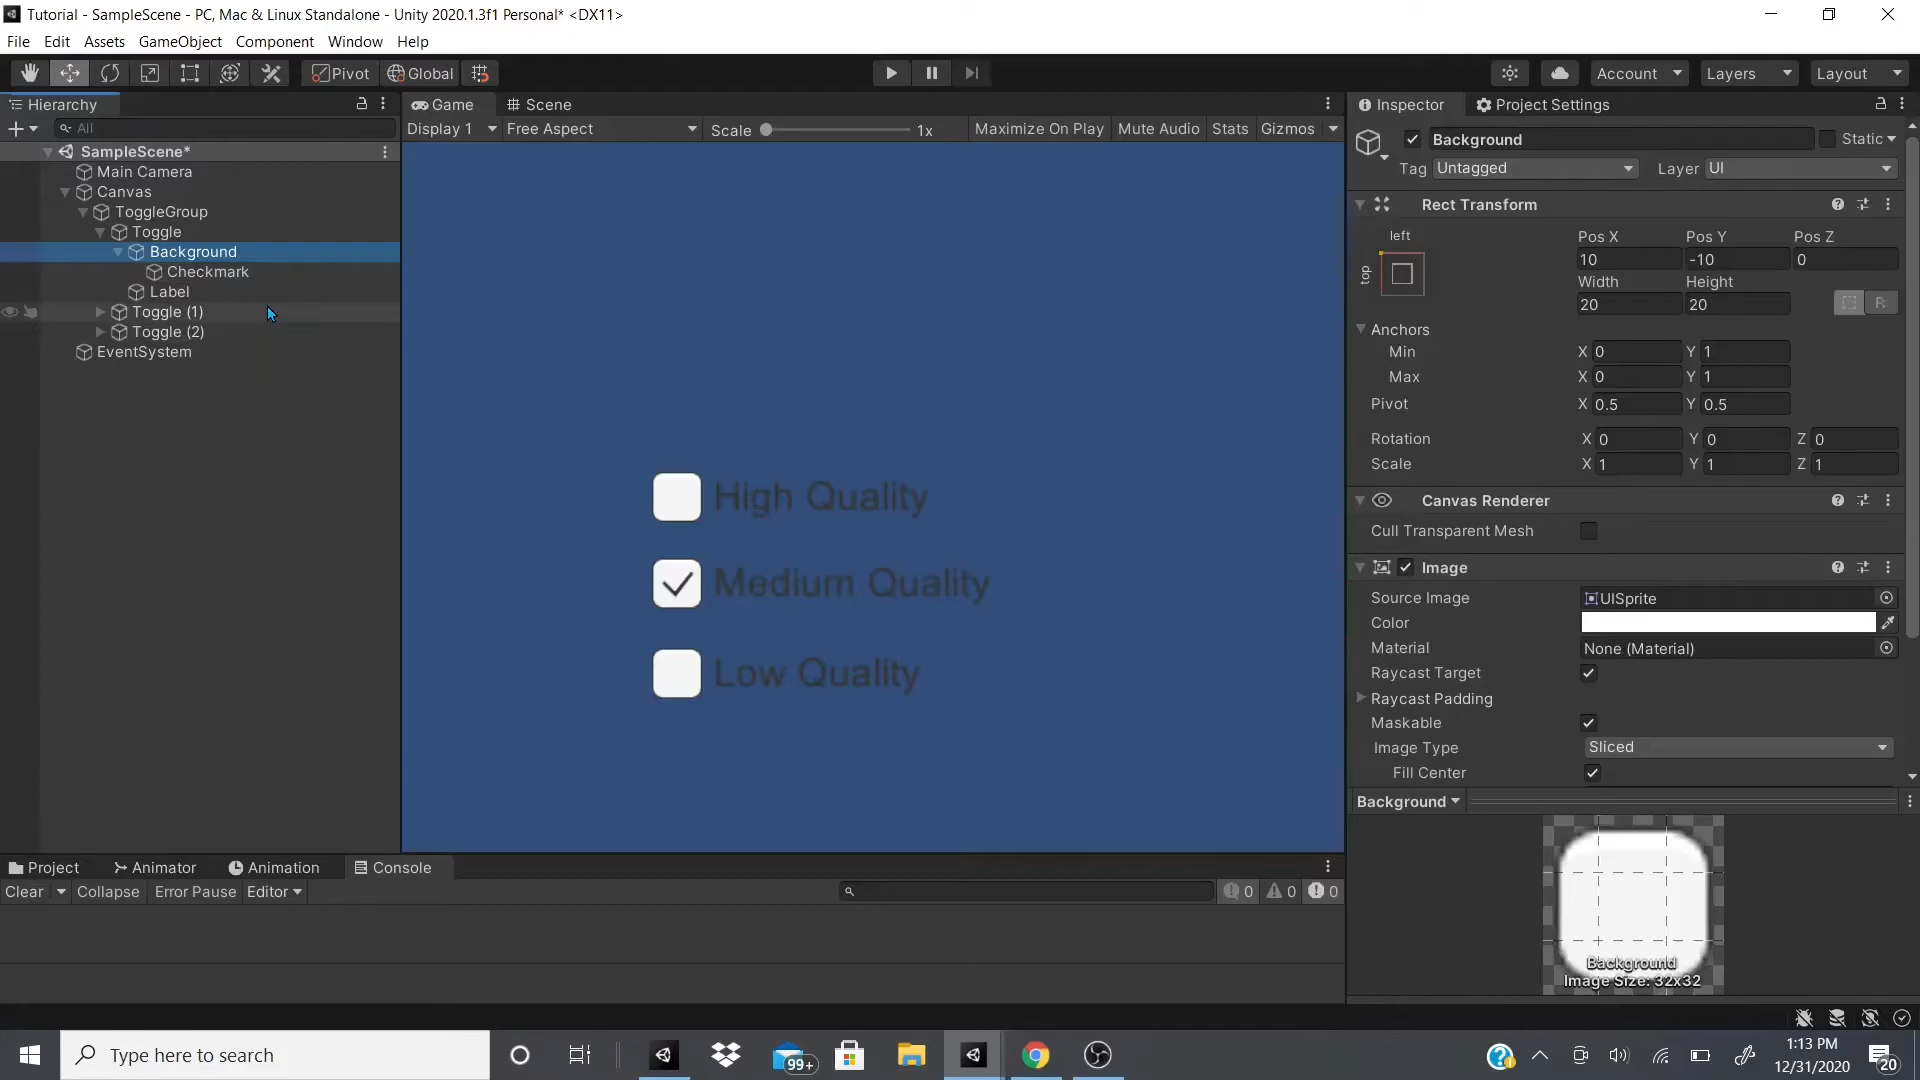 Tutorial - SampleScene - PC, Mac & Linux Standalone - Unity 2020.1.3f1 Personal* <DX11>
File Edit Assets GameObject Component Window Help
Pivot Global Account Layers Layout
Hierarchy
All
SampleScene*
Main Camera
Canvas
ToggleGroup
Toggle
Background
Checkmark
Label
Toggle (1)
Toggle (2)
EventSystem
Game Scene
Display 1 Free Aspect Scale 1x Maximize On Play Mute Audio Stats Gizmos
High Quality
Medium Quality
Low Quality
Inspector Project Settings
Background Static
Tag Untagged Layer UI
Rect Transform
left
top
Pos X Pos Y Pos Z
10 -10 0
Width Height
20 20
R
Anchors
Min X 0 Y 1
Max X 0 Y 1
Pivot X 0.5 Y 0.5
Rotation X 0 Y 0 Z 0
Scale X 1 Y 1 Z 1
Canvas Renderer
Cull Transparent Mesh
Image
Source Image UISprite
Color
Material None (Material)
Raycast Target
Raycast Padding
Maskable
Image Type Sliced
Fill Center
Background
Background
Image Size: 32x32
Project Animator Animation Console
Clear Collapse Error Pause Editor 0 0 0
Type here to search
99+
1:13 PM
12/31/2020
20